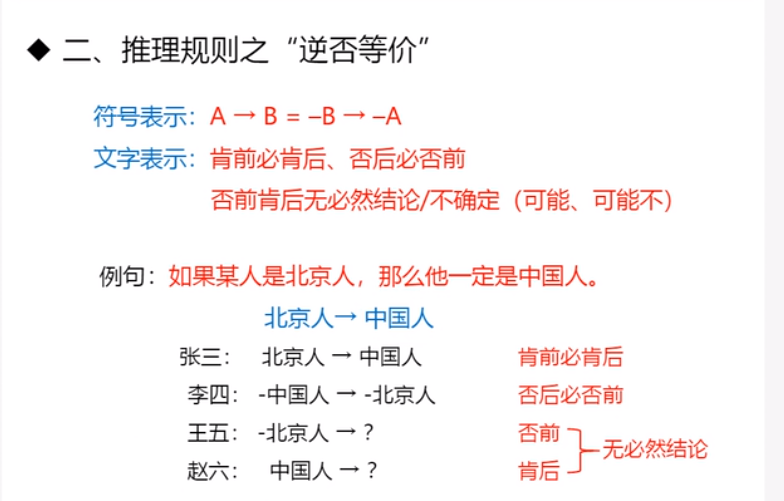 ◆ 二、推理规则之“逆否等价”
符号表示：A → B = –B → –A
文字表示：肯前必肯后、否后必否前
否前肯后无必然结论/不确定（可能、可能不）
例句：如果某人是北京人，那么他一定是中国人。
北京人→ 中国人
张三： 北京人 → 中国人 肯前必肯后
李四： -中国人 → -北京人 否后必否前
王五： -北京人 → ? 否前
无必然结论
赵六： 中国人 → ? 肯后